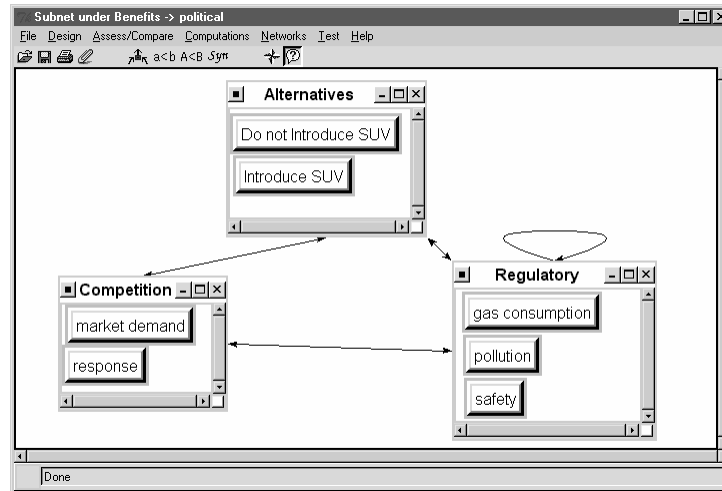 Subnet under Benefits -> political
File Design Assess/Compare Computations Networks Test Help
a<b A<B Syn
Alternatives
Do not Introduce SUV
Introduce SUV
Competition
market demand
response
Regulatory
gas consumption
pollution
safety
Done